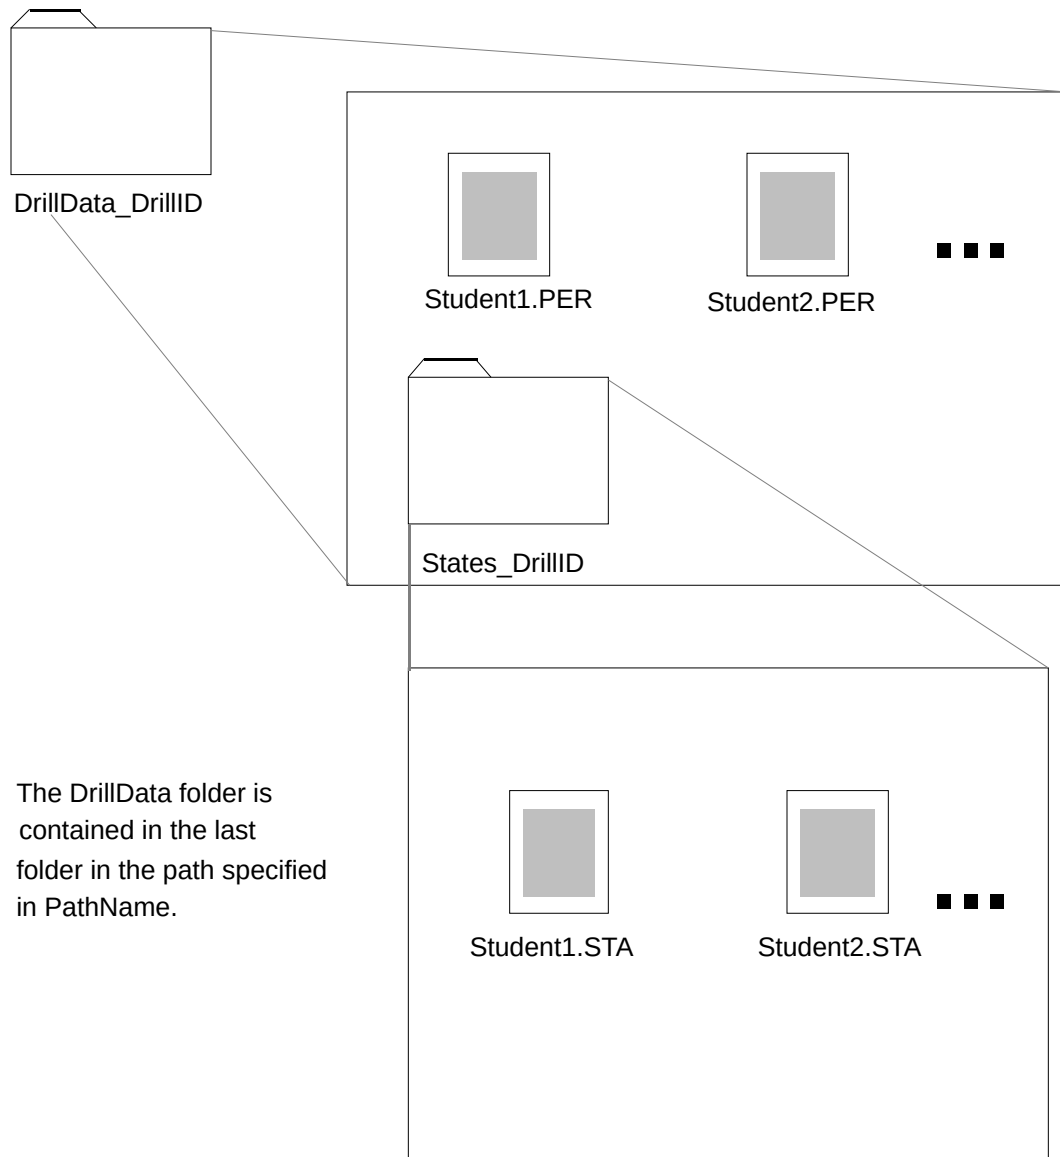 DrillData_DrillID
Student1.PER
Student2.PER
States_DrillID
The DrillData folder is
contained in the last
folder in the path specified
in PathName.
Student1.STA
Student2.STA